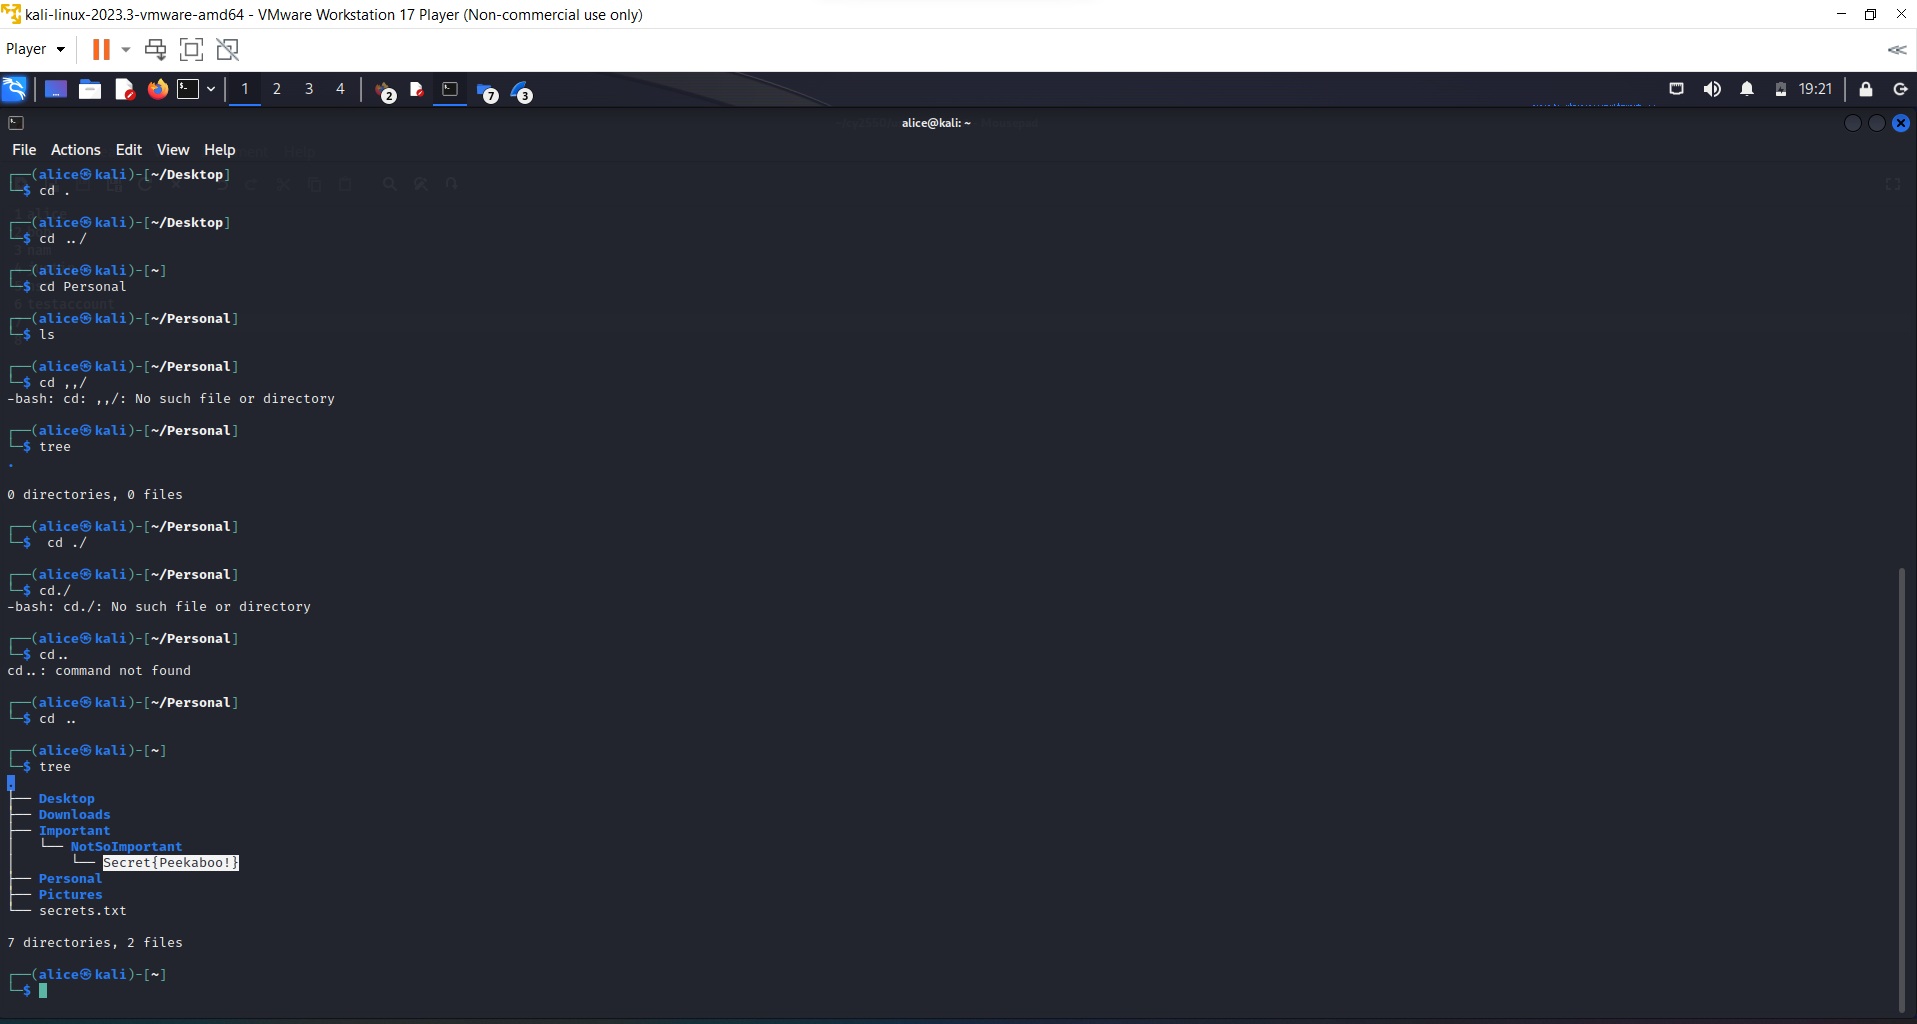 kali-linux-2023.3-vmware-amd64 - VMware Workstation 17 Player (Non-commercial use only)
Player
1 2 3 4 2 7 3 19:21
alice@kali: ~
File Actions Edit View Help
┌──(alice㉿kali)-[~/Desktop]
└─$ cd .
┌──(alice㉿kali)-[~/Desktop]
└─$ cd ../
┌──(alice㉿kali)-[~]
└─$ cd Personal
┌──(alice㉿kali)-[~/Personal]
└─$ ls
┌──(alice㉿kali)-[~/Personal]
└─$ cd ,,/
-bash: cd: ,,/: No such file or directory
┌──(alice㉿kali)-[~/Personal]
└─$ tree
.
0 directories, 0 files
┌──(alice㉿kali)-[~/Personal]
└─$  cd ./
┌──(alice㉿kali)-[~/Personal]
└─$ cd./
-bash: cd./: No such file or directory
┌──(alice㉿kali)-[~/Personal]
└─$ cd..
cd..: command not found
┌──(alice㉿kali)-[~/Personal]
└─$ cd ..
┌──(alice㉿kali)-[~]
└─$ tree
.
├── Desktop
├── Downloads
├── Important
│   └── NotSoImportant
│       └── Secret{Peekaboo!}
├── Personal
├── Pictures
└── secrets.txt
7 directories, 2 files
┌──(alice㉿kali)-[~]
└─$